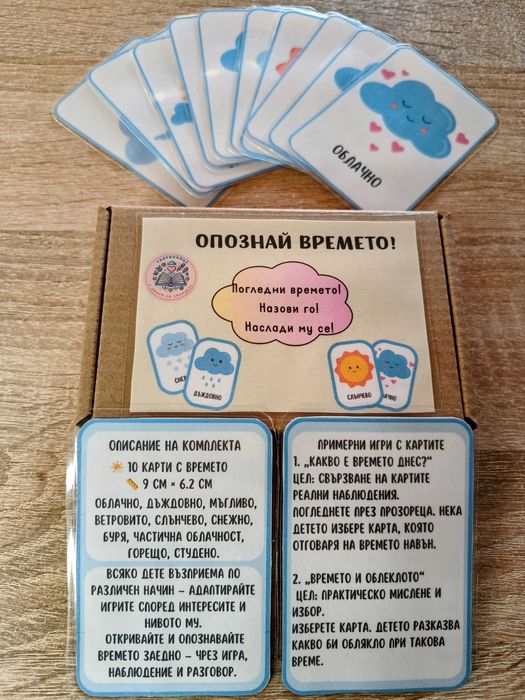 ОБЛАЧНО
ОПОЗНАЙ ВРЕМЕТО!
Погледни времето!
Назови го!
Наслади му се!
СНЕЖ
ДЪЖДОВНО
СЛЪНЧЕВО
АЧНО
ОПИСАНИЕ НА КОМПЛЕКТА
10 КАРТИ С ВРЕМЕТО
9 СМ × 6.2 СМ
ОБЛАЧНО, ДЪЖДОВНО, МЪГЛИВО,
ВЕТРОВИТО, СЛЪНЧЕВО, СНЕЖНО,
БУРЯ, ЧАСТИЧНА ОБЛАЧНОСТ,
ГОРЕЩО, СТУДЕНО.
ВСЯКО ДЕТЕ ВЪЗПРИЕМА ПО
РАЗЛИЧЕН НАЧИН – АДАПТИРАЙТЕ
ИГРИТЕ СПОРЕД ИНТЕРЕСИТЕ И
НИВОТО МУ.
ОТКРИВАЙТЕ И ОПОЗНАВАЙТЕ
ВРЕМЕТО ЗАЕДНО – ЧРЕЗ ИГРА,
НАБЛЮДЕНИЕ И РАЗГОВОР.
ПРИМЕРНИ ИГРИ С КАРТИТЕ
1. „КАКВО Е ВРЕМЕТО ДНЕС?“
ЦЕЛ: СВЪРЗВАНЕ НА КАРТИТЕ
РЕАЛНИ НАБЛЮДЕНИЯ.
ПОГЛЕДНЕТЕ ПРЕЗ ПРОЗОРЕЦА. НЕКА
ДЕТЕТО ИЗБЕРЕ КАРТА, КОЯТО
ОТГОВАРЯ НА ВРЕМЕТО НАВЪН.
2. „ВРЕМЕТО И ОБЛЕКЛОТО“
ЦЕЛ: ПРАКТИЧЕСКО МИСЛЕНЕ И
ИЗБОР.
ИЗБЕРЕТЕ КАРТА. ДЕТЕТО РАЗКАЗВА
КАКВО БИ ОБЛЯКЛО ПРИ ТАКОВА
ВРЕМЕ.